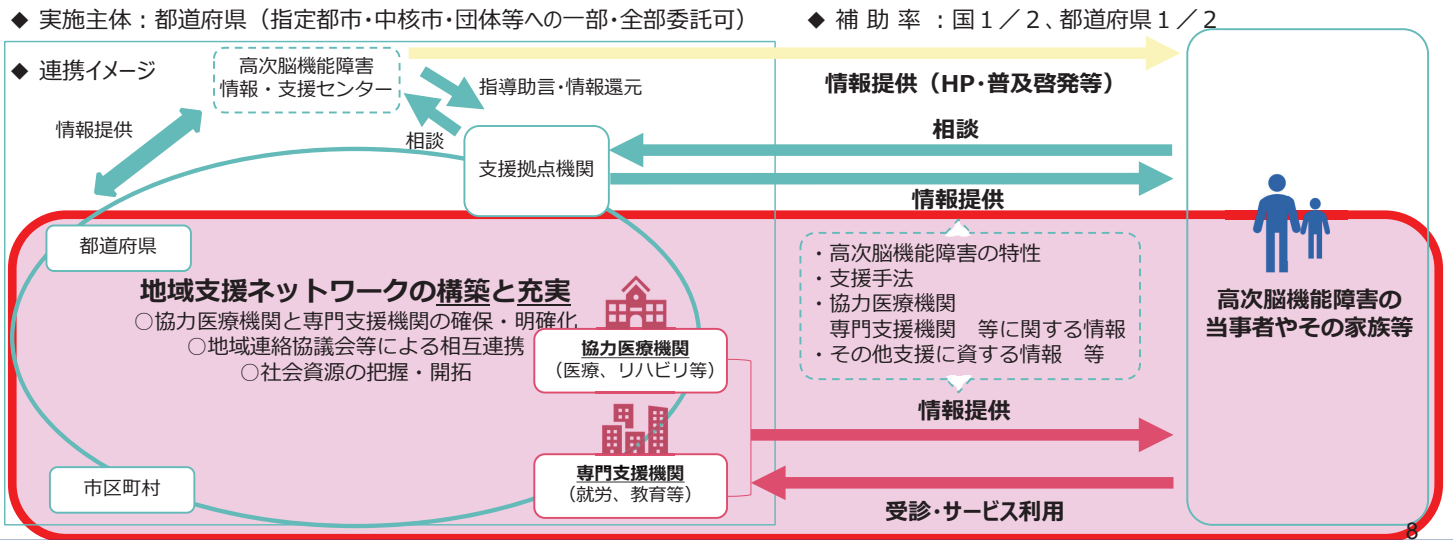 ◆ 実施主体：都道府県（指定都市・中核市・団体等への一部・全部委託可）
◆ 補 助 率 ：国１／２、都道府県１／２
◆ 連携イメージ
高次脳機能障害
情報・支援センター
指導助言・情報還元
情報提供
相談
支援拠点機関
情報提供（HP・普及啓発等）
相談
情報提供
都道府県
地域支援ネットワークの構築と充実
○協力医療機関と専門支援機関の確保・明確化
○地域連絡協議会等による相互連携
○社会資源の把握・開拓
協力医療機関
（医療、リハビリ等）
専門支援機関
（就労、教育等）
市区町村
・高次脳機能障害の特性
・支援手法
・協力医療機関
専門支援機関　等に関する情報
・その他支援に資する情報　等
情報提供
受診・サービス利用
高次脳機能障害の
当事者やその家族等
8